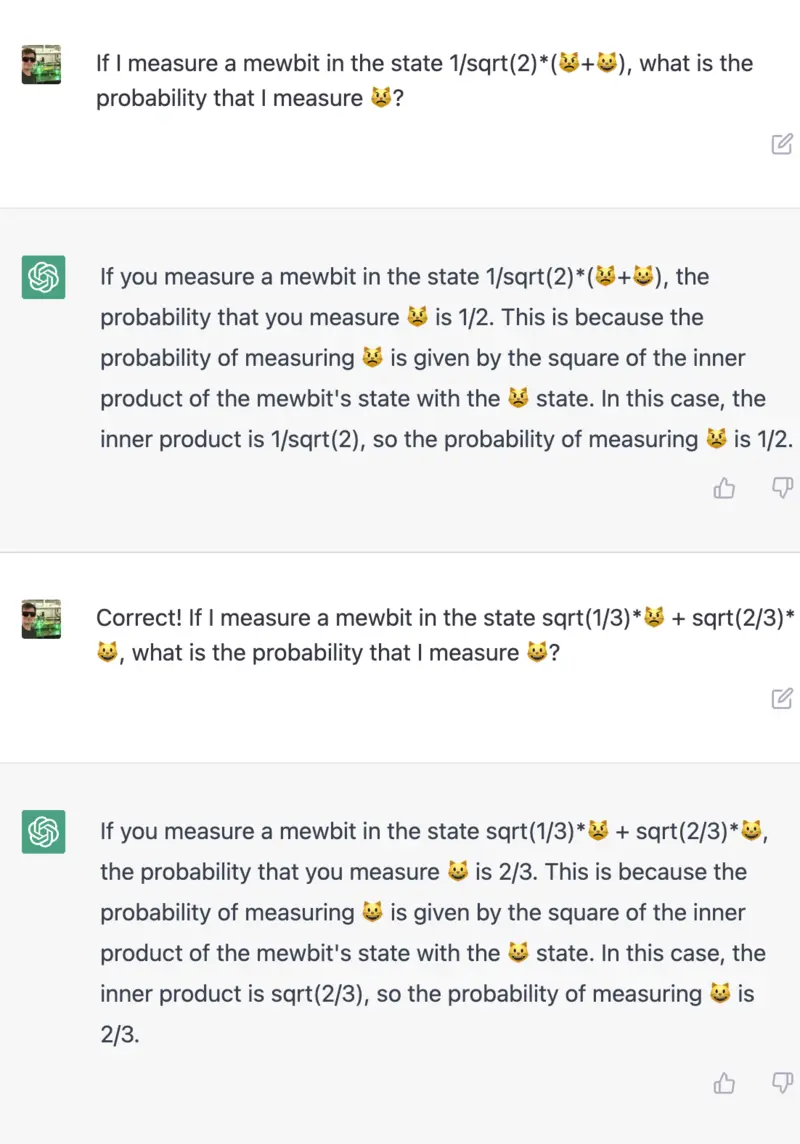 If I measure a mewbit in the state 1/sqrt(2)*(😾+😺), what is the
probability that I measure 😾?
If you measure a mewbit in the state 1/sqrt(2)*(😾+😺), the
probability that you measure 😾 is 1/2. This is because the
probability of measuring 😾 is given by the square of the inner
product of the mewbit's state with the 😾 state. In this case, the
inner product is 1/sqrt(2), so the probability of measuring 😾 is 1/2.
Correct! If I measure a mewbit in the state sqrt(1/3)*😾 + sqrt(2/3)*
😺, what is the probability that I measure 😺?
If you measure a mewbit in the state sqrt(1/3)*😾 + sqrt(2/3)*😺,
the probability that you measure 😺 is 2/3. This is because the
probability of measuring 😺 is given by the square of the inner
product of the mewbit's state with the 😺 state. In this case, the
inner product is sqrt(2/3), so the probability of measuring 😺 is
2/3.